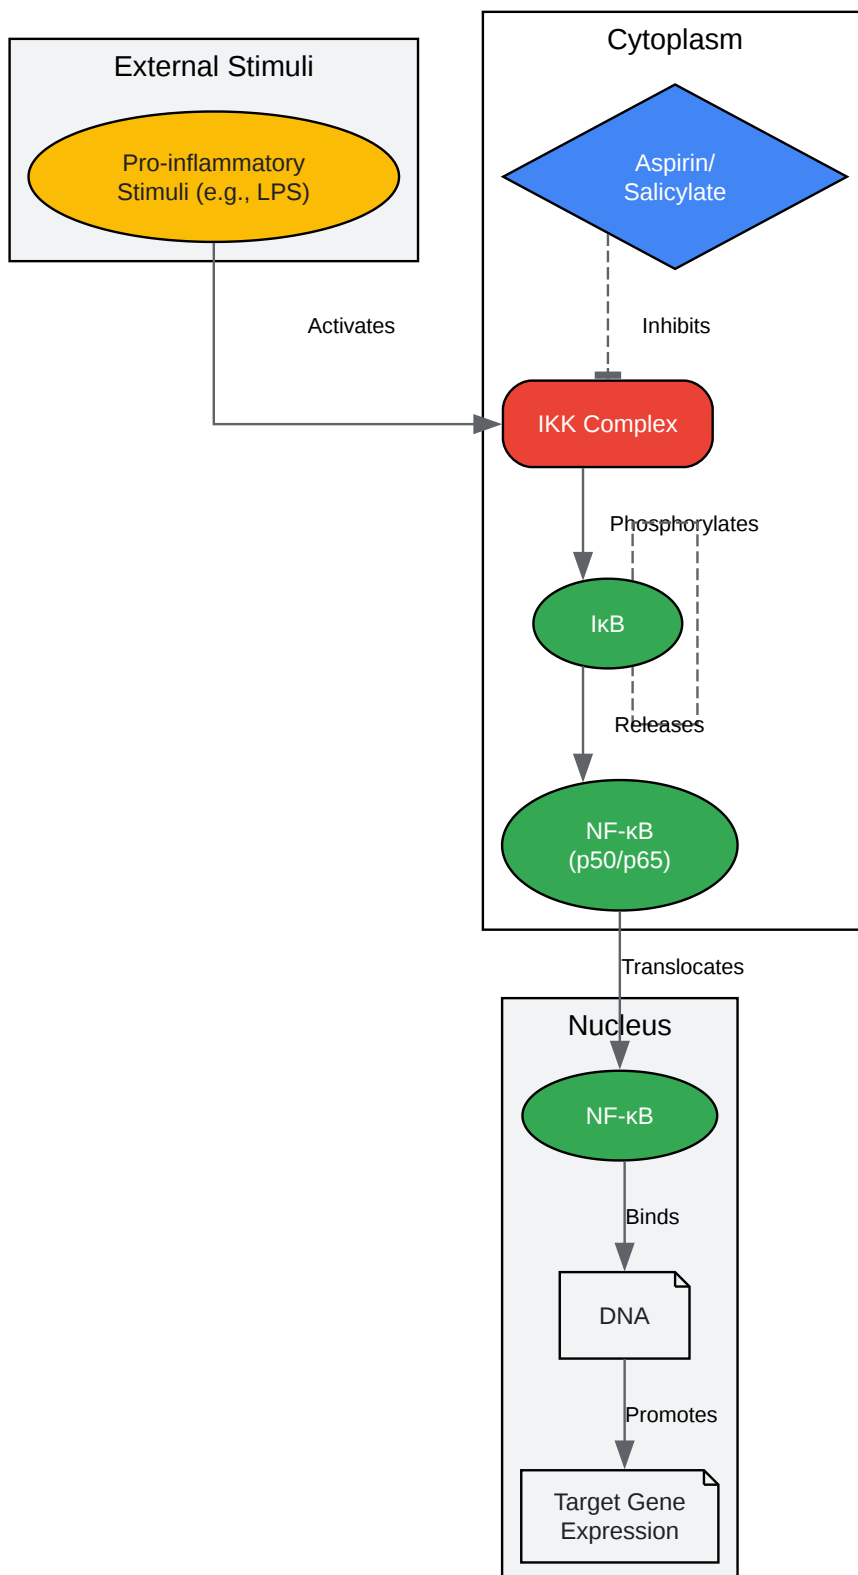 External Stimuli
Pro-inflammatory
Stimuli (e.g., LPS)
Cytoplasm
Aspirin/
Salicylate
Activates
Inhibits
IKK Complex
Phosphorylates
IκB
Releases
NF-κB
(p50/p65)
Translocates
Nucleus
NF-κB
Binds
DNA
Promotes
Target Gene
Expression